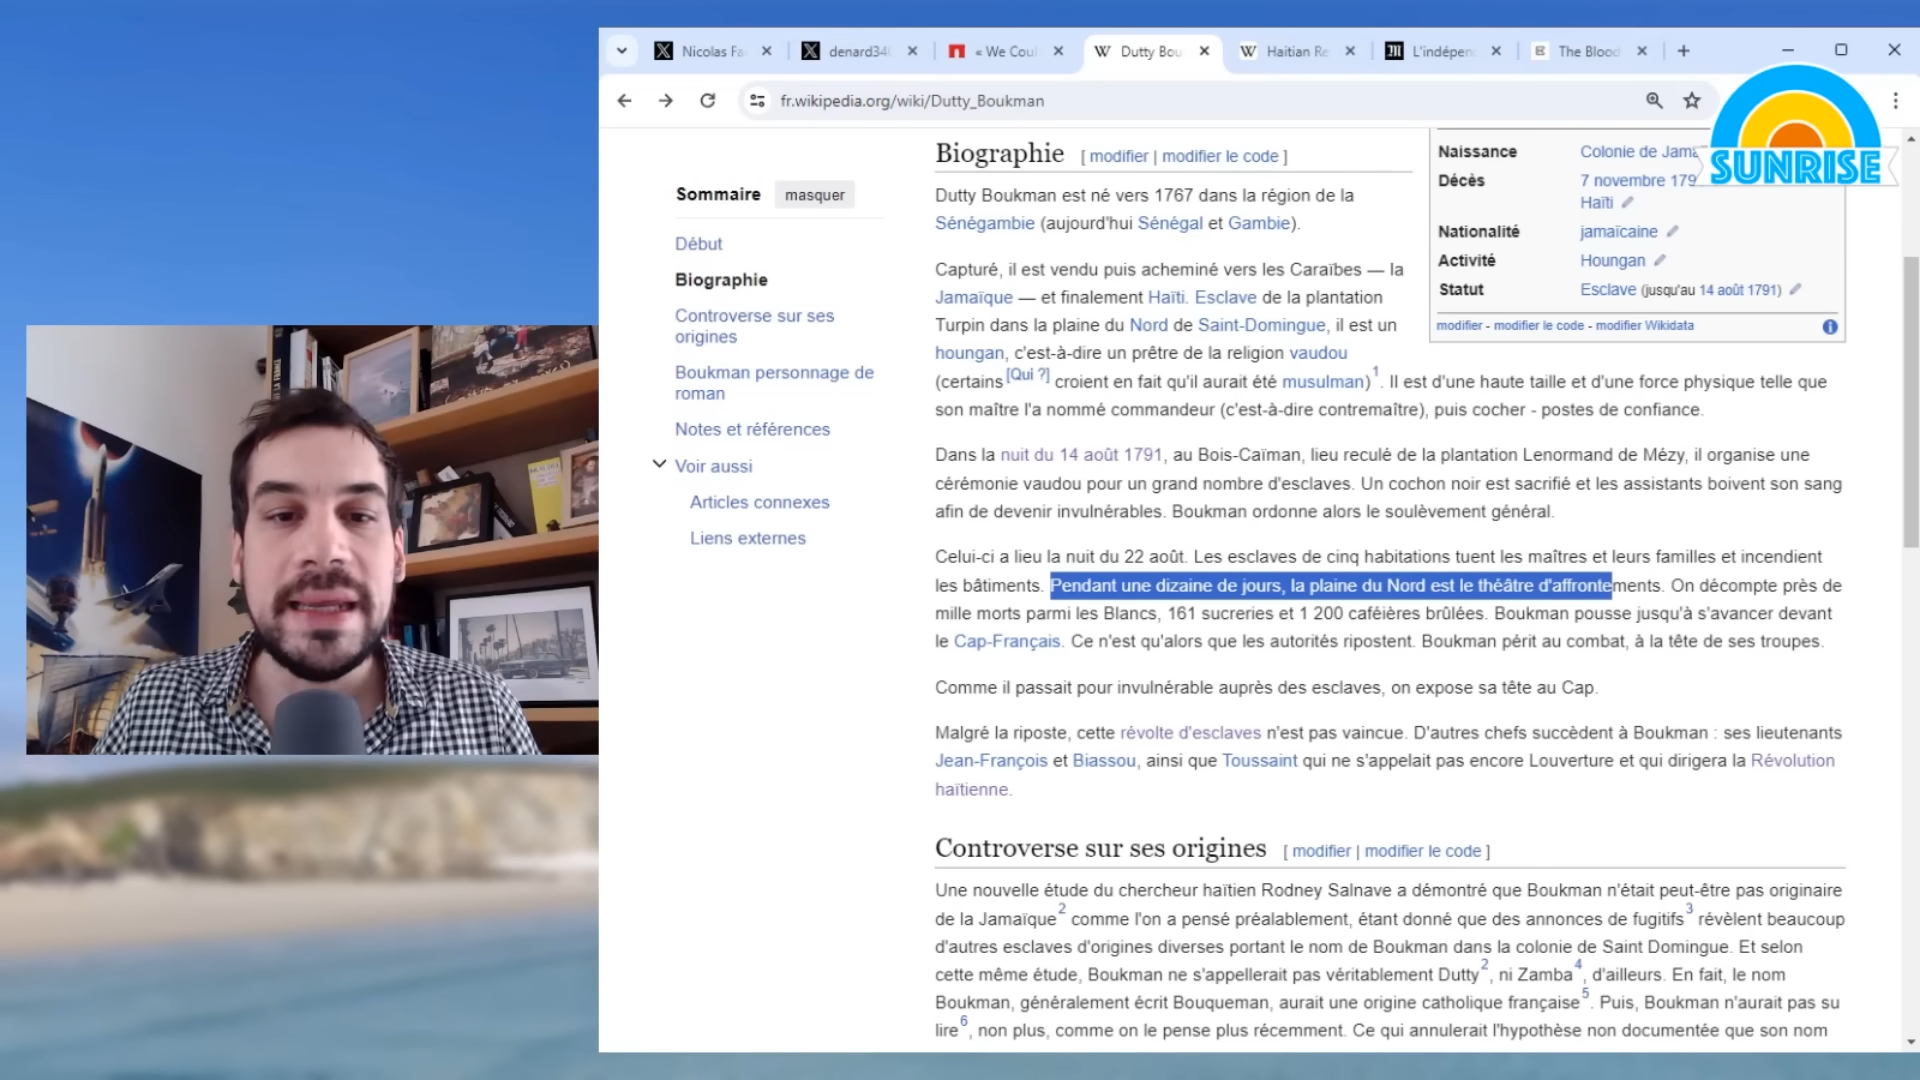 Nicolas Fa
denard34
« We Coul
Dutty Bou
Haitian Re
L'indépen
The Blood
fr.wikipedia.org/wiki/Dutty_Boukman
SUNRISE
Sommaire
masquer
Début
Biographie
Controverse sur ses
origines
Boukman personnage de
roman
Notes et références
Voir aussi
Articles connexes
Liens externes
Biographie [ modifier | modifier le code ]
Dutty Boukman est né vers 1767 dans la région de la
Sénégambie (aujourd'hui Sénégal et Gambie).
Capturé, il est vendu puis acheminé vers les Caraïbes — la
Jamaïque — et finalement Haïti. Esclave de la plantation
Turpin dans la plaine du Nord de Saint-Domingue, il est un
houngan, c'est-à-dire un prêtre de la religion vaudou
(certains [Qui ?] croient en fait qu'il aurait été musulman)1. Il est d'une haute taille et d'une force physique telle que
son maître l'a nommé commandeur (c'est-à-dire contremaître), puis cocher - postes de confiance.
Dans la nuit du 14 août 1791, au Bois-Caïman, lieu reculé de la plantation Lenormand de Mézy, il organise une
cérémonie vaudou pour un grand nombre d'esclaves. Un cochon noir est sacrifié et les assistants boivent son sang
afin de devenir invulnérables. Boukman ordonne alors le soulèvement général.
Celui-ci a lieu la nuit du 22 août. Les esclaves de cinq habitations tuent les maîtres et leurs familles et incendient
les bâtiments. Pendant une dizaine de jours, la plaine du Nord est le théâtre d'affrontements. On décompte près de
mille morts parmi les Blancs, 161 sucreries et 1 200 caféières brûlées. Boukman pousse jusqu'à s'avancer devant
le Cap-Français. Ce n'est qu'alors que les autorités ripostent. Boukman périt au combat, à la tête de ses troupes.
Comme il passait pour invulnérable auprès des esclaves, on expose sa tête au Cap.
Malgré la riposte, cette révolte d'esclaves n'est pas vaincue. D'autres chefs succèdent à Boukman : ses lieutenants
Jean-François et Biassou, ainsi que Toussaint qui ne s'appelait pas encore Louverture et qui dirigera la Révolution
haïtienne.
Controverse sur ses origines [ modifier | modifier le code ]
Une nouvelle étude du chercheur haïtien Rodney Salnave a démontré que Boukman n'était peut-être pas originaire
de la Jamaïque2 comme l'on a pensé préalablement, étant donné que des annonces de fugitifs3 révèlent beaucoup
d'autres esclaves d'origines diverses portant le nom de Boukman dans la colonie de Saint Domingue. Et selon
cette même étude, Boukman ne s'appellerait pas véritablement Dutty2, ni Zamba4, d'ailleurs. En fait, le nom
Boukman, généralement écrit Bouqueman, aurait une origine catholique française5. Puis, Boukman n'aurait pas su
lire6, non plus, comme on le pense plus récemment. Ce qui annulerait l'hypothèse non documentée que son nom
Naissance Colonie de Jama
Décès 7 novembre 179
Haïti
Nationalité jamaïcaine
Activité Houngan
Statut Esclave (jusqu'au 14 août 1791)
modifier - modifier le code - modifier Wikidata